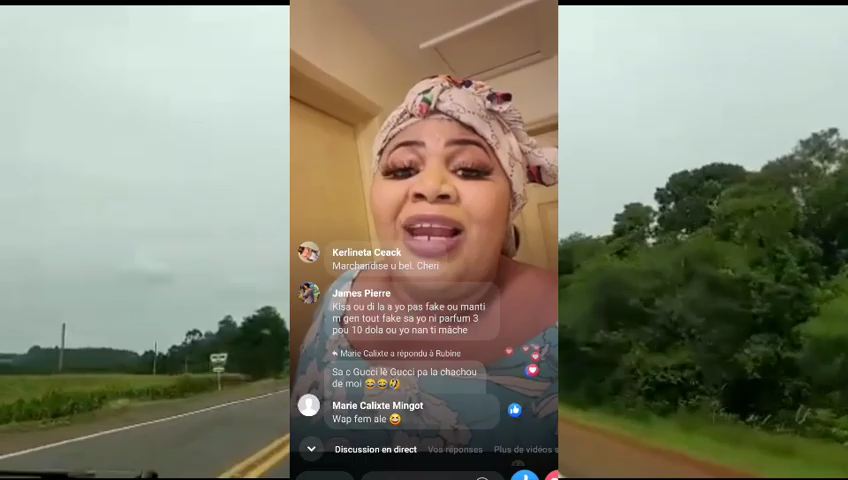 Kerlineta Ceack
Marchandise u bel. Cheri
James Pierre
Kisa ou di la a yo pas fake ou manti
m gen tout fake sa yo ni parfum 3
pou 10 dola ou yo nan ti mâche
Marie Calixte a répondu à Rubine
Sa c Gucci lè Gucci pa la chachou
de moi 😂😂🤣
Marie Calixte Mingot
Wap fem ale 😆
Discussion en direct Vos réponses Plus de vidéos s